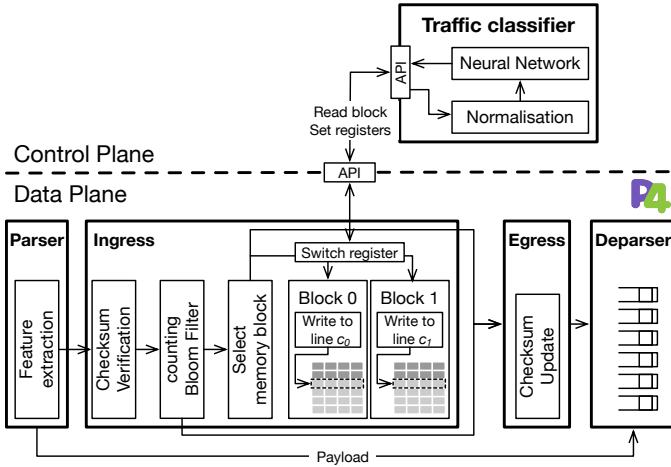 Traffic classifier
API
Neural Network
Normalisation
Read block
Set registers
Control Plane
API
Data Plane
P4
Parser
Ingress
Egress
Deparser
Switch register
Feature
extraction
Checksum
Verification
counting
Bloom Filter
Select
memory block
Block 0
Write to
line c₀
Block 1
Write to
line c₁
Checksum
Update
Payload